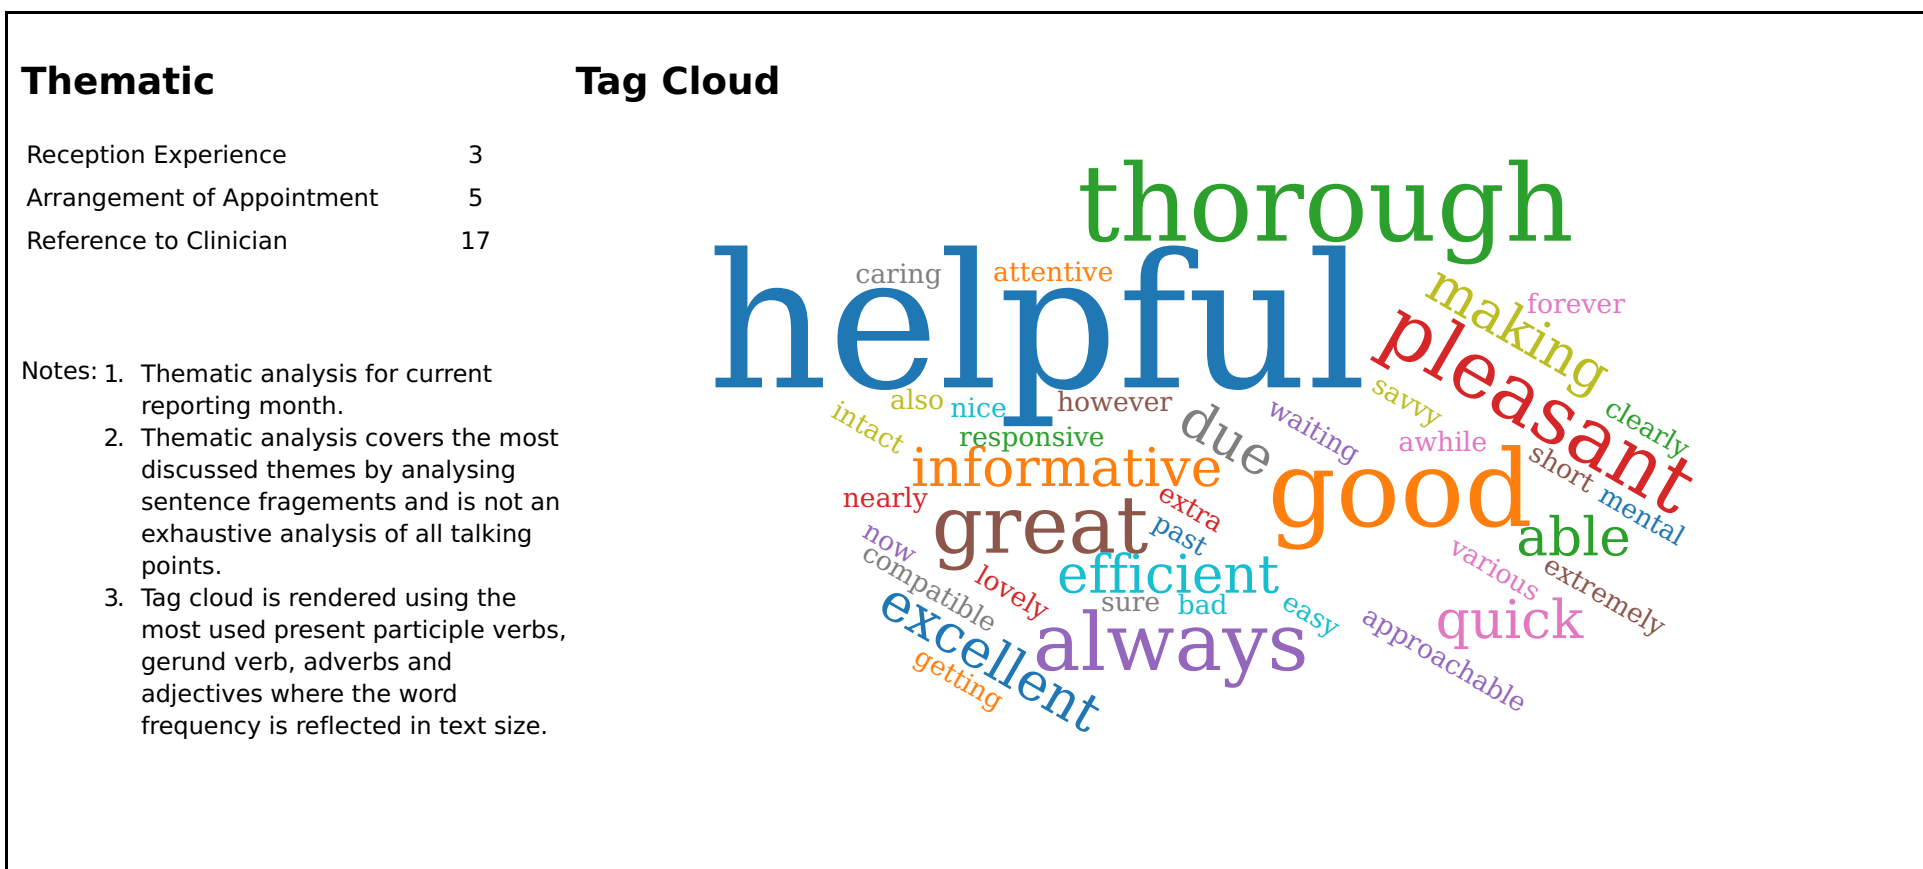 Thematic
Tag Cloud
Reception Experience 3
Arrangement of Appointment 5
Reference to Clinician 17
Notes: 1. Thematic analysis for current
reporting month.
2. Thematic analysis covers the most
discussed themes by analysing
sentence fragements and is not an
exhaustive analysis of all talking
points.
3. Tag cloud is rendered using the
most used present participle verbs,
gerund verb, adverbs and
adjectives where the word
frequency is reflected in text size.
thorough
helpful
caring
attentive
making
forever
pleasant
also
nice
however
intact
due
waiting
savvy
clearly
responsive
awhile
informative
good
short
mental
nearly
great
extra
past
able
now
compatible
lovely
efficient
various
extremely
sure
bad
easy
excellent
always
approachable
quick
getting